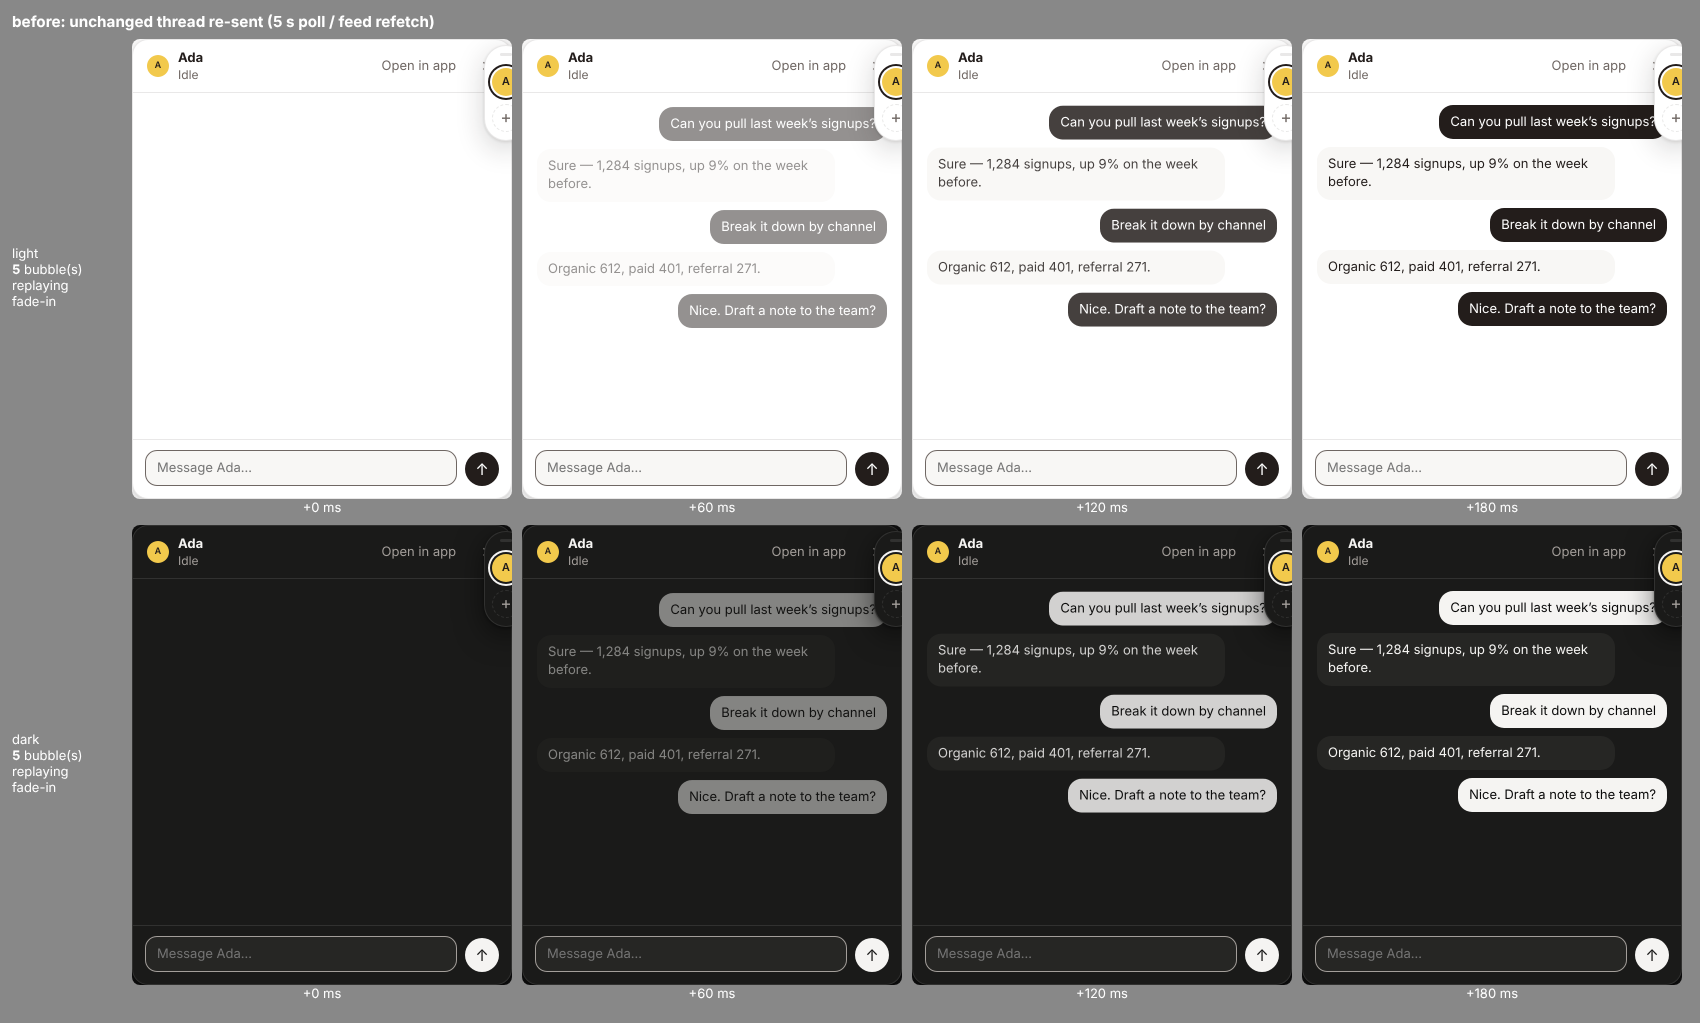 before: unchanged thread re-sent (5 s poll / feed refetch)
A
Ada
Idle
Open in app
A
+
Message Ada...
+0 ms
A
Ada
Idle
Open in app
A
+
Can you pull last week’s signups?
Sure — 1,284 signups, up 9% on the week
before.
Break it down by channel
Organic 612, paid 401, referral 271.
Nice. Draft a note to the team?
Message Ada...
+60 ms
A
Ada
Idle
Open in app
A
+
Can you pull last week’s signups?
Sure — 1,284 signups, up 9% on the week
before.
Break it down by channel
Organic 612, paid 401, referral 271.
Nice. Draft a note to the team?
Message Ada...
+120 ms
A
Ada
Idle
Open in app
A
+
Can you pull last week’s signups?
Sure — 1,284 signups, up 9% on the week
before.
Break it down by channel
Organic 612, paid 401, referral 271.
Nice. Draft a note to the team?
Message Ada...
+180 ms
light
5 bubble(s)
replaying
fade-in
A
Ada
Idle
Open in app
A
+
Message Ada...
+0 ms
A
Ada
Idle
Open in app
A
+
Can you pull last week’s signups?
Sure — 1,284 signups, up 9% on the week
before.
Break it down by channel
Organic 612, paid 401, referral 271.
Nice. Draft a note to the team?
Message Ada...
+60 ms
A
Ada
Idle
Open in app
A
+
Can you pull last week’s signups?
Sure — 1,284 signups, up 9% on the week
before.
Break it down by channel
Organic 612, paid 401, referral 271.
Nice. Draft a note to the team?
Message Ada...
+120 ms
A
Ada
Idle
Open in app
A
+
Can you pull last week’s signups?
Sure — 1,284 signups, up 9% on the week
before.
Break it down by channel
Organic 612, paid 401, referral 271.
Nice. Draft a note to the team?
Message Ada...
+180 ms
dark
5 bubble(s)
replaying
fade-in